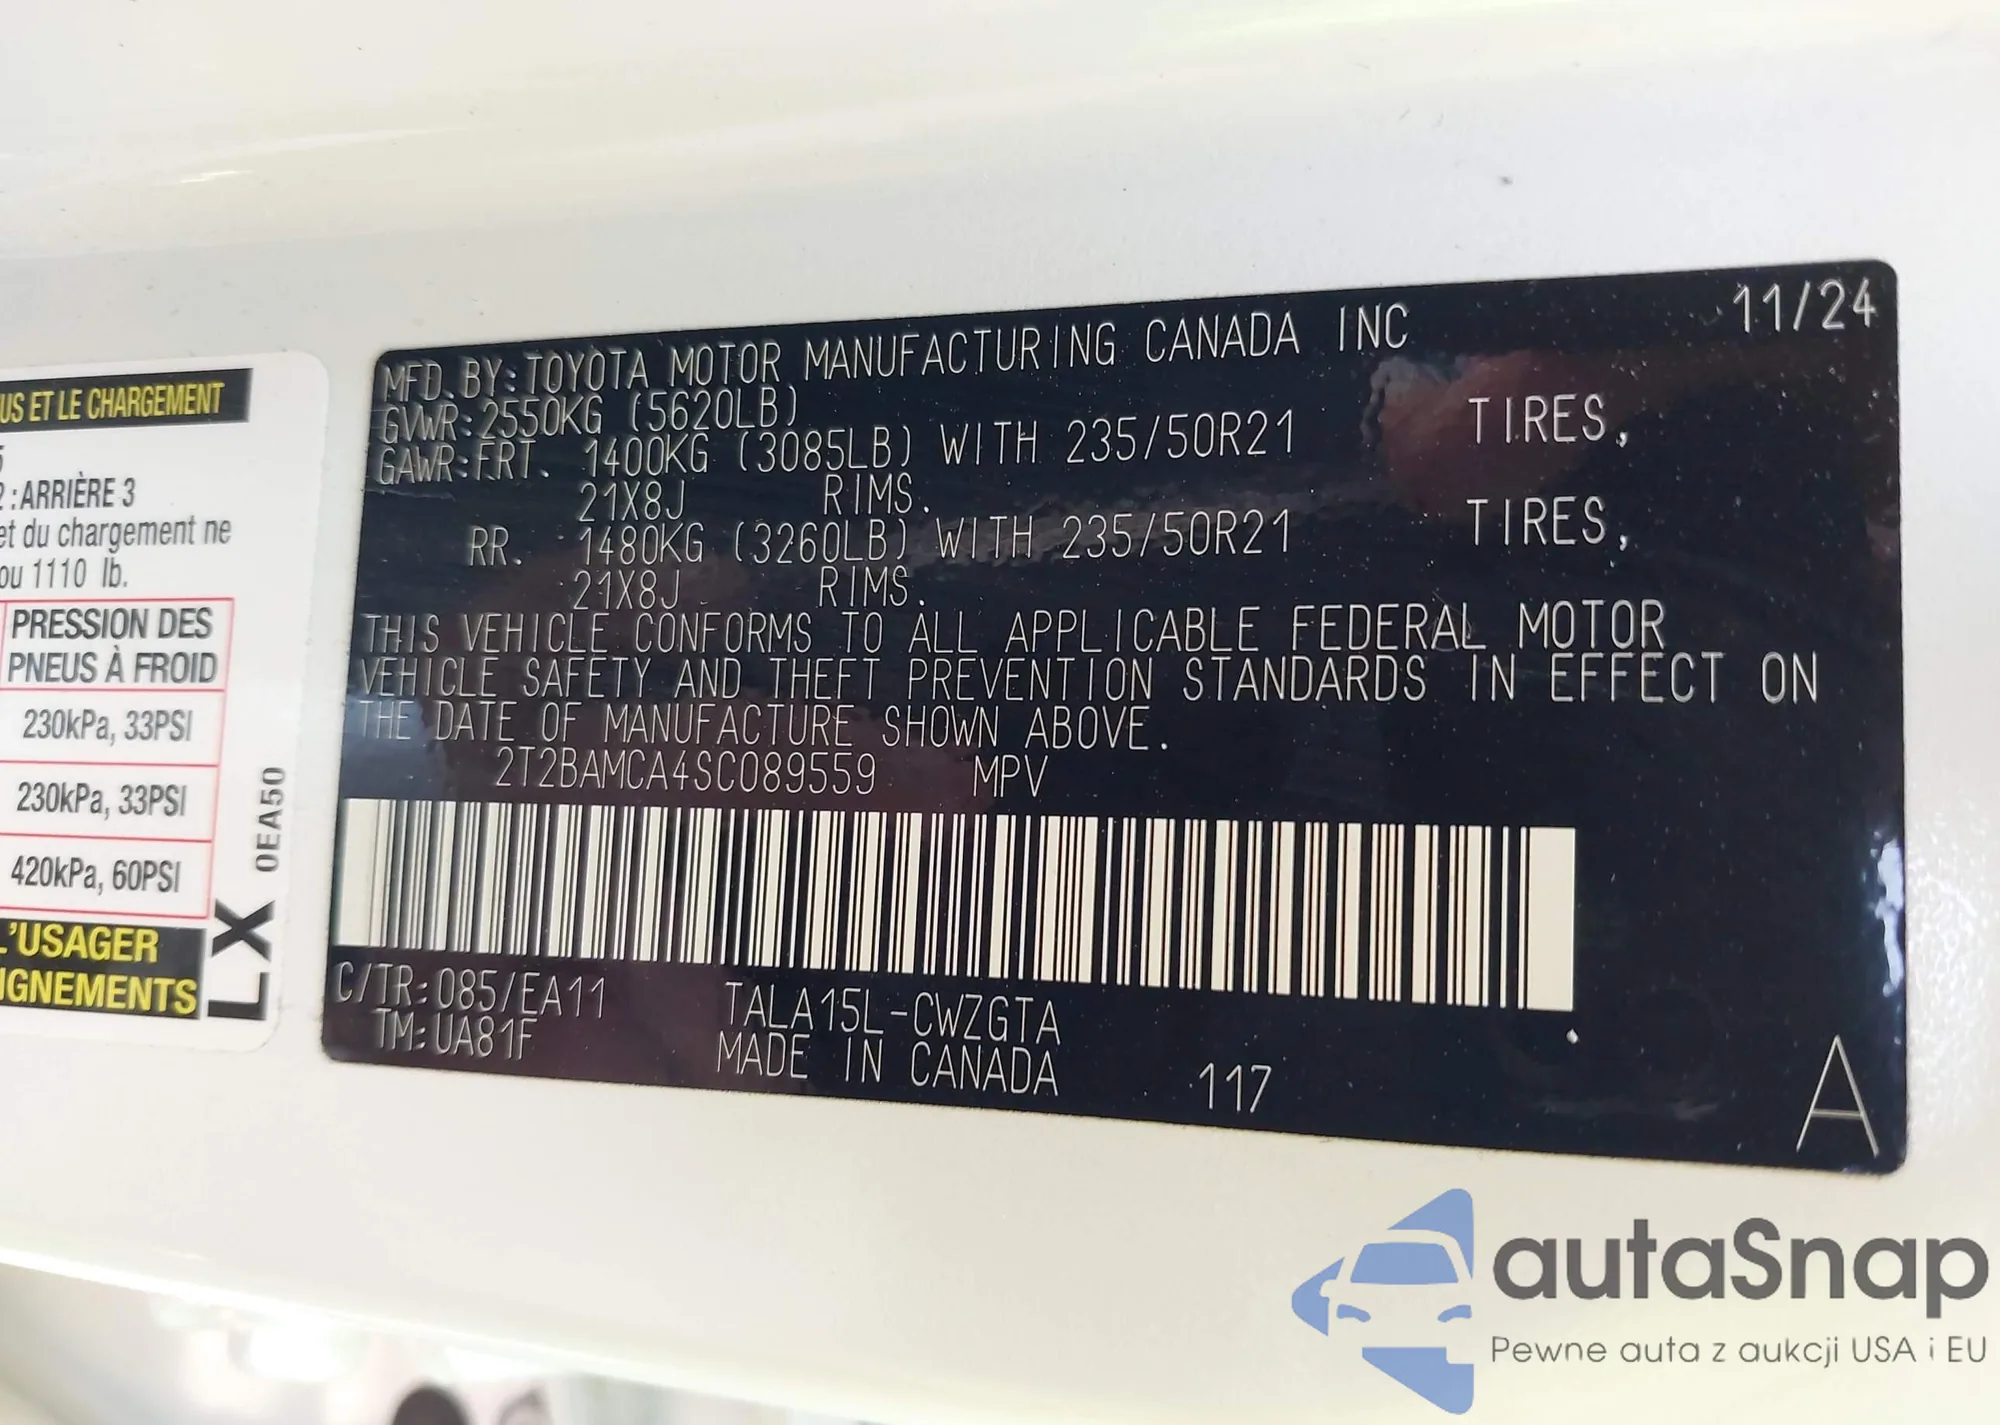 US ET LE CHARGEMENT
5
2 : ARRIÈRE 3
et du chargement ne
ou 1110 lb.
PRESSION DES
PNEUS À FROID
230kPa, 33PSI
230kPa, 33PSI
420kPa, 60PSI
L'USAGER
IGNEMENTS
LX 0EA50
11/24
MFD. BY: TOYOTA MOTOR MANUFACTURING CANADA INC
GVWR: 2550KG (5620LB)
GAWR: FRT. 1400KG (3085LB) WITH 235/50R21 TIRES,
21X8J RIMS.
RR. 1480KG (3260LB) WITH 235/50R21 TIRES,
21X8J RIMS.
THIS VEHICLE CONFORMS TO ALL APPLICABLE FEDERAL MOTOR
VEHICLE SAFETY AND THEFT PREVENTION STANDARDS IN EFFECT ON
THE DATE OF MANUFACTURE SHOWN ABOVE.
2T2BAMCA4SC089559 MPV
C/TR: 085/EA11 TALA15L-CWZGTA
TM: UA81F MADE IN CANADA 117
A
autaSnap
Pewne auta z aukcji USA i EU